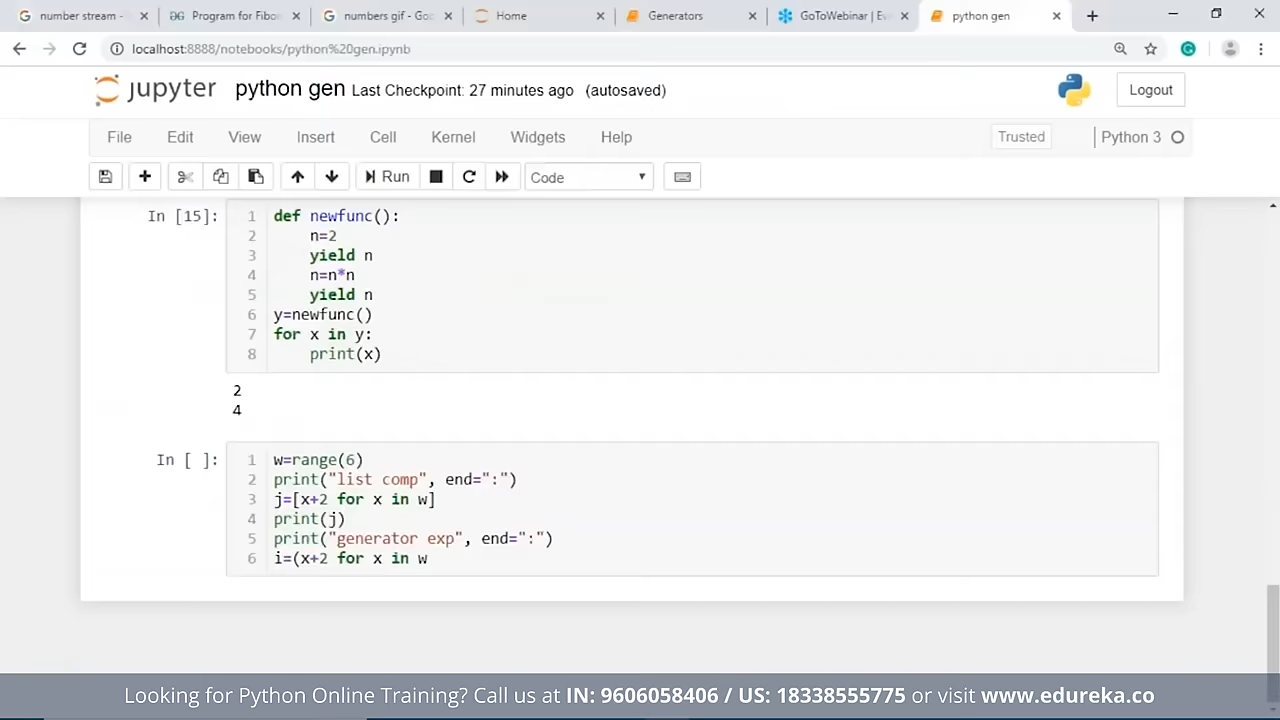 number stream -
Program for Fibo
numbers gif - Go
Home
Generators
GoToWebinar | Ev
python gen
localhost:8888/notebooks/python%20gen.ipynb
jupyter python gen Last Checkpoint: 27 minutes ago (autosaved)
Logout
File Edit View Insert Cell Kernel Widgets Help
Trusted
Python 3
Run
Code
In [15]:
1 def newfunc():
2 n=2
3 yield n
4 n=n*n
5 yield n
6 y=newfunc()
7 for x in y:
8 print(x)
2
4
In [ ]:
1 w=range(6)
2 print("list comp", end=":")
3 j=[x+2 for x in w]
4 print(j)
5 print("generator exp", end=":")
6 i=(x+2 for x in w
Looking for Python Online Training? Call us at IN: 9606058406 / US: 18338555775 or visit www.edureka.co